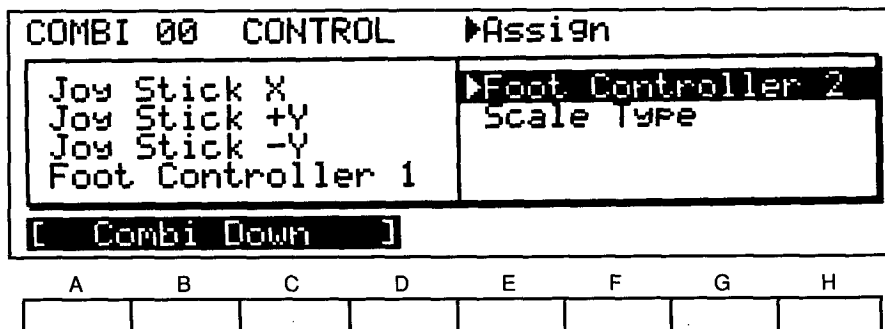 COMBI 00 CONTROL ▶Assign
Joy Stick X
Joy Stick +Y
Joy Stick -Y
Foot Controller 1
▶Foot Controller 2
Scale Type
[ Combi Down ]
A B C D E F G H